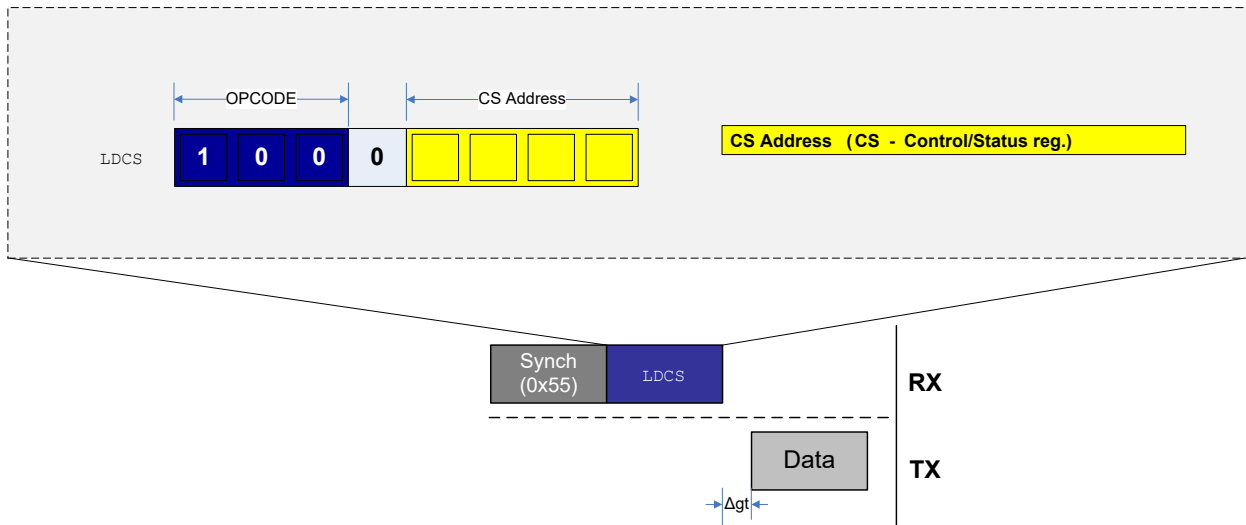 OPCODE
CS Address
LDCS
1 0 0 0
CS Address (CS - Control/Status reg.)
Synch
(0x55)
LDCS
RX
Data
TX
Δgt